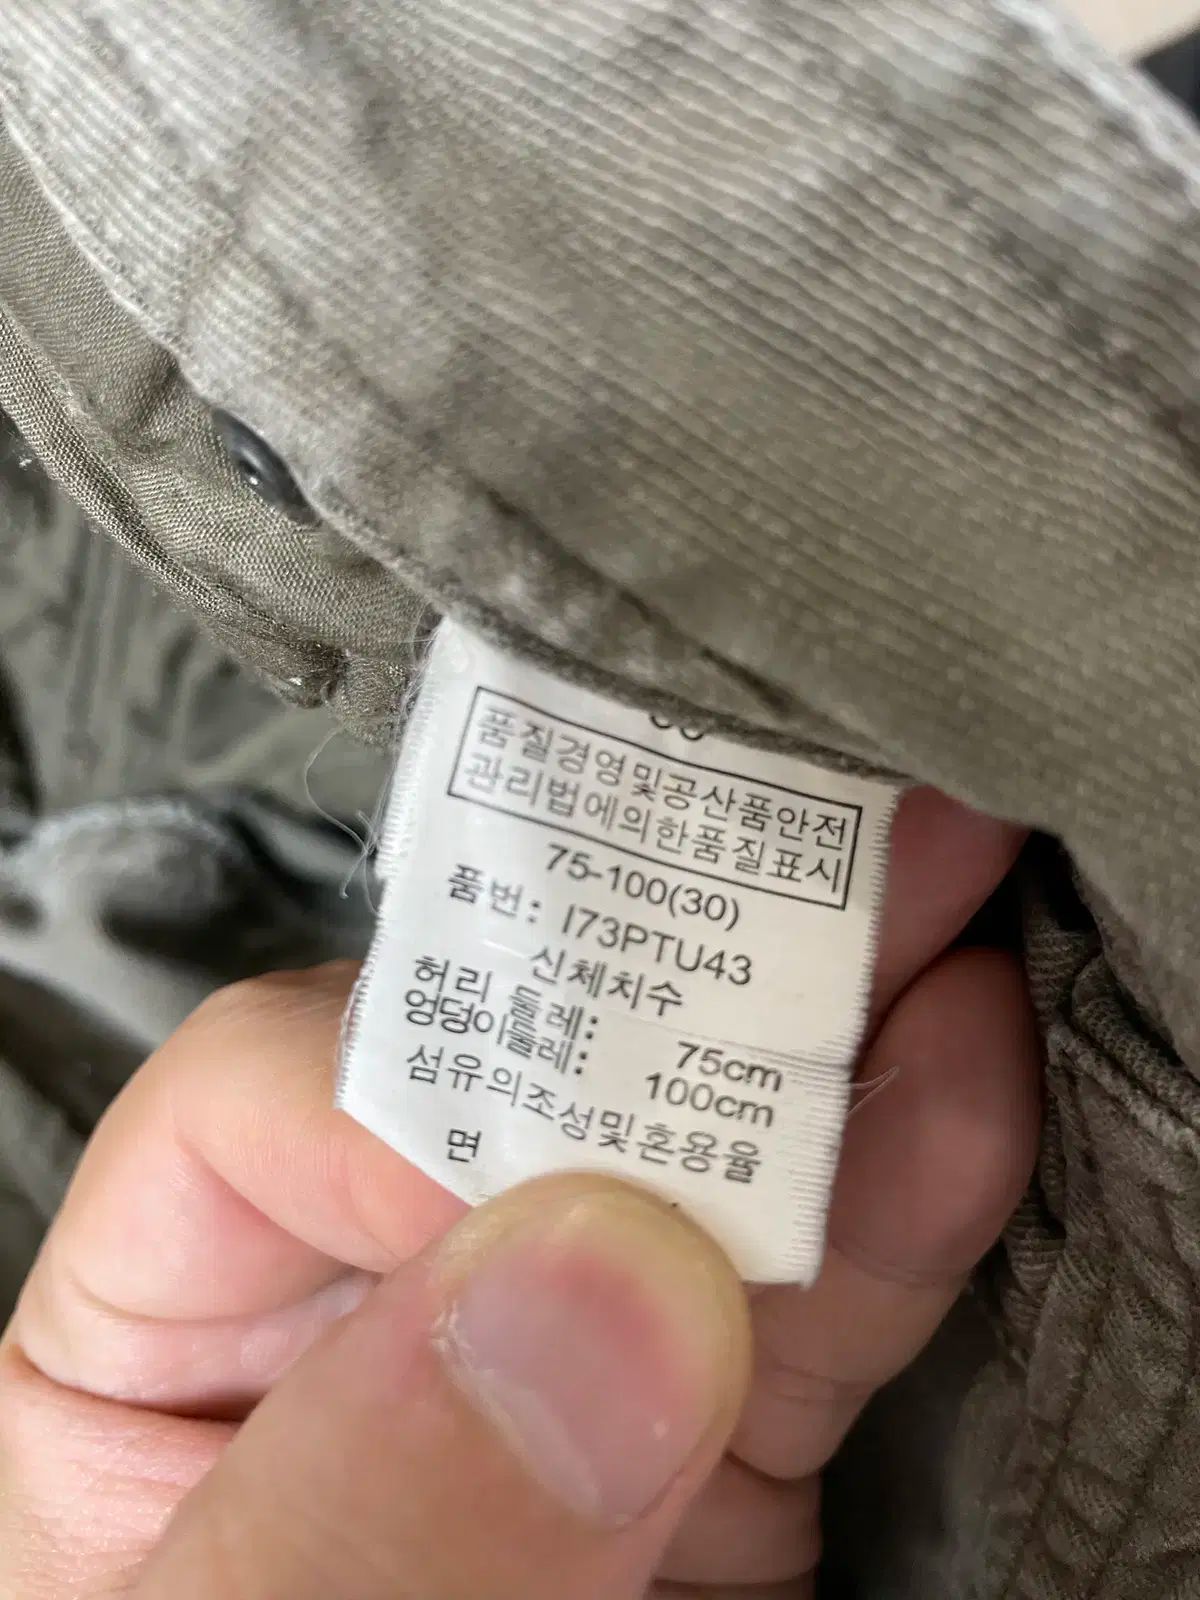 품질경영및공산품안전
관리법에의한품질표시
75-100(30)
품번: I73PTU43
신체치수
허리 둘레: 75cm
엉덩이둘레: 100cm
섬유의조성및혼용율
면